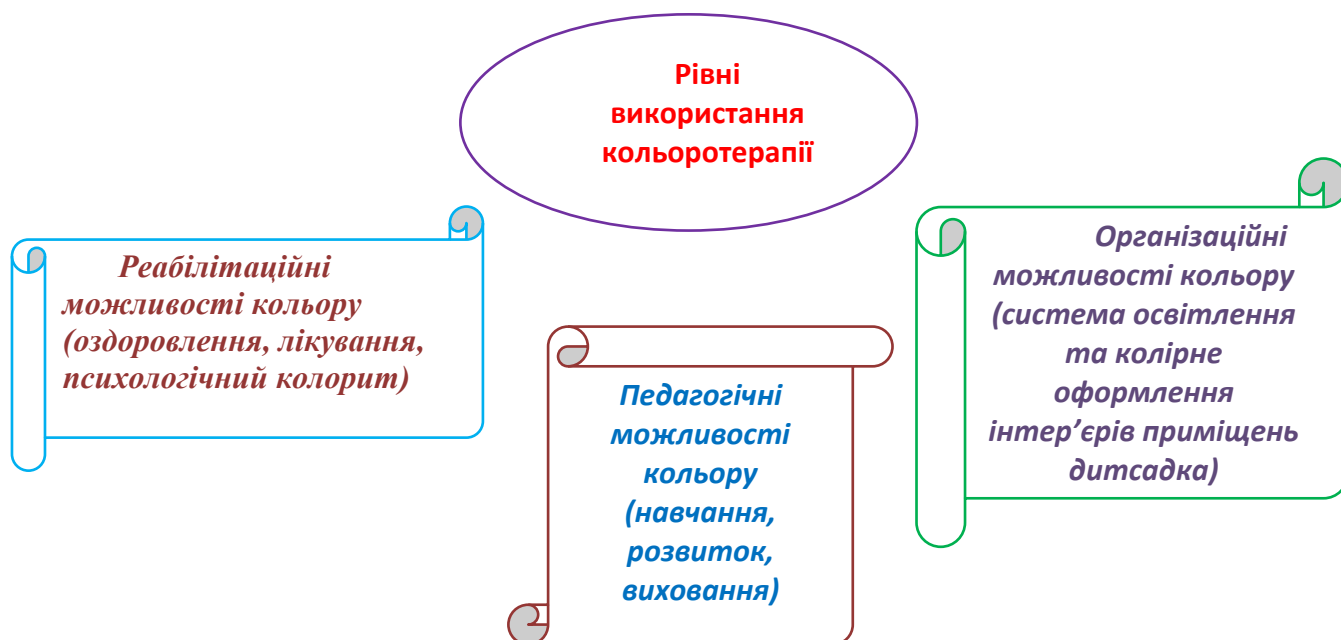 Рівні
використання
кольоротерапії
Реабілітаційні
можливості кольору
(оздоровлення, лікування,
психологічний колорит)
Педагогічні
можливості
кольору
(навчання,
розвиток,
виховання)
Організаційні
можливості кольору
(система освітлення
та колірне
оформлення
інтер’єрів приміщень
дитсадка)